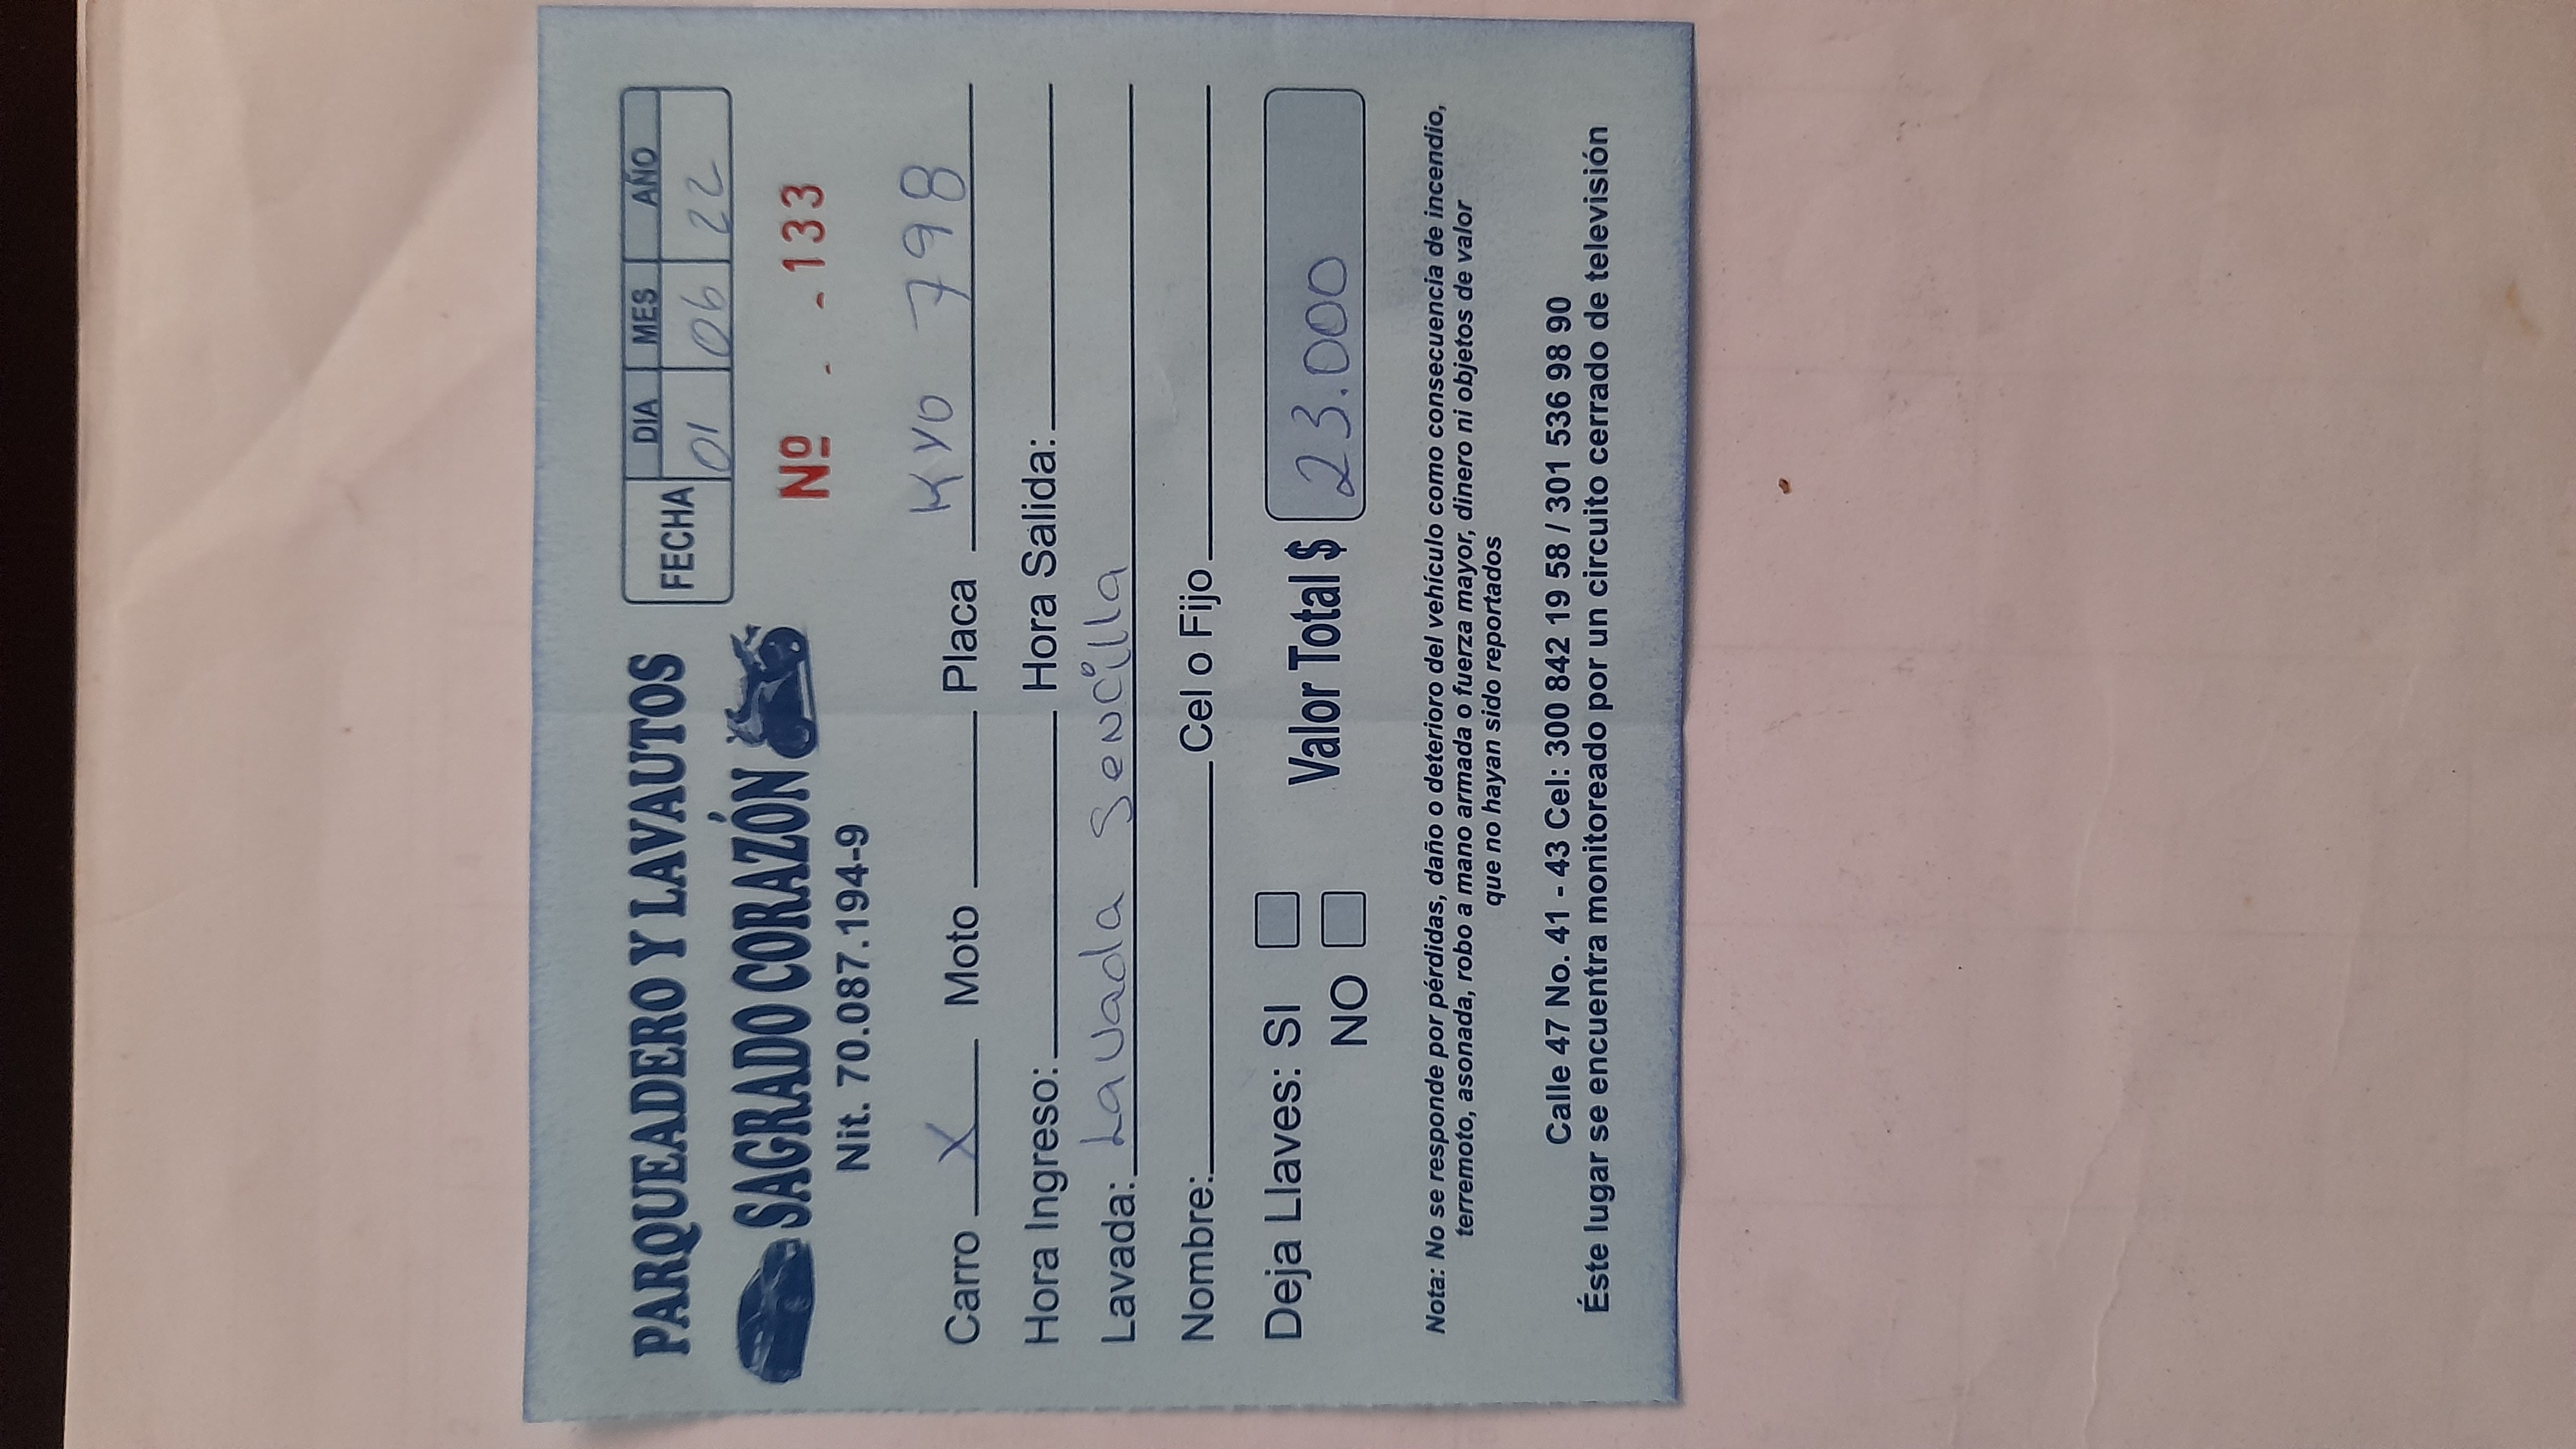 PARQUEADERO Y LAVAUTOS
SAGRADO CORAZÓN
Nit. 70.087.194-9
FECHA DIA MES AÑO
01 06 22
Nº - - 133
Carro X Moto Placa KYO 798
Hora Ingreso: Hora Salida:
Lavada: Lavada Sencilla
Nombre: Cel o Fijo
Deja Llaves: SI
NO
Valor Total $ 23.000
Nota: No se responde por pérdidas, daño o deterioro del vehículo como consecuencia de incendio,
terremoto, asonada, robo a mano armada o fuerza mayor, dinero ni objetos de valor
que no hayan sido reportados
Calle 47 No. 41 - 43 Cel: 300 842 19 58 / 301 536 98 90
Éste lugar se encuentra monitoreado por un circuito cerrado de televisión